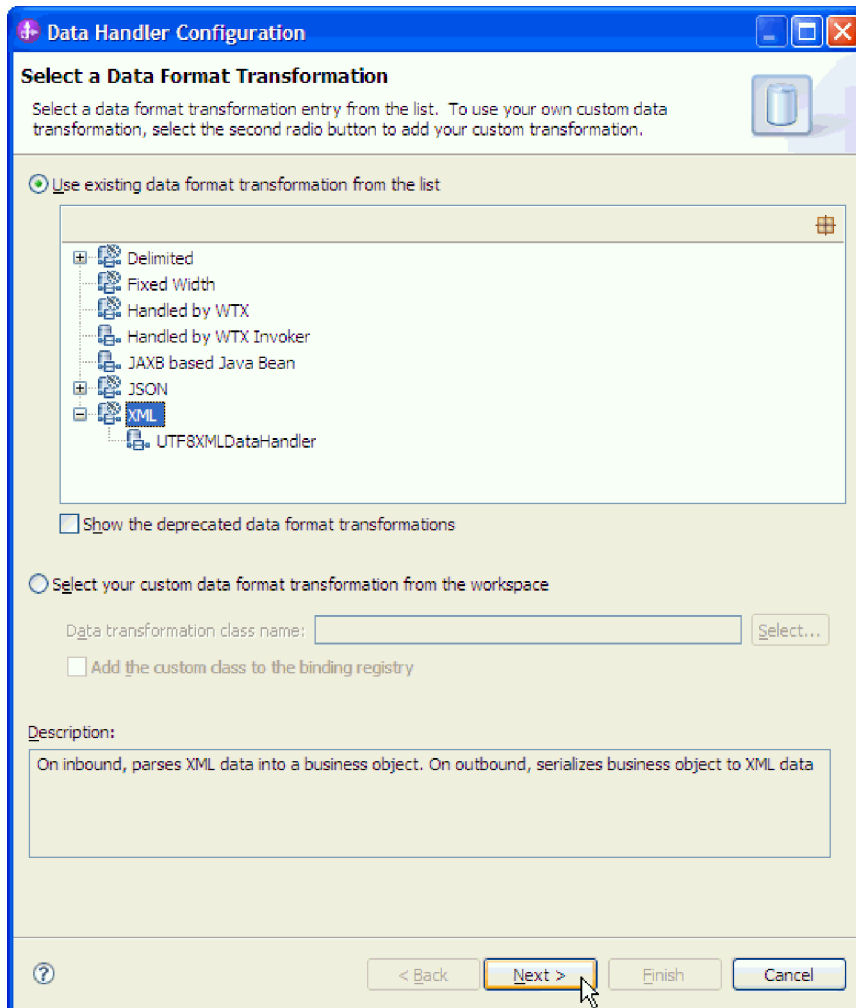 Data Handler Configuration
Select a Data Format Transformation
Select a data format transformation entry from the list. To use your own custom data
transformation, select the second radio button to add your custom transformation.
Use existing data format transformation from the list
Delimited
Fixed Width
Handled by WTX
Handled by WTX Invoker
JAXB based Java Bean
JSON
XML
UTF8XMLDataHandler
Show the deprecated data format transformations
Select your custom data format transformation from the workspace
Data transformation class name:
Select...
Add the custom class to the binding registry
Description:
On inbound, parses XML data into a business object. On outbound, serializes business object to XML data
< Back
Next >
Finish
Cancel